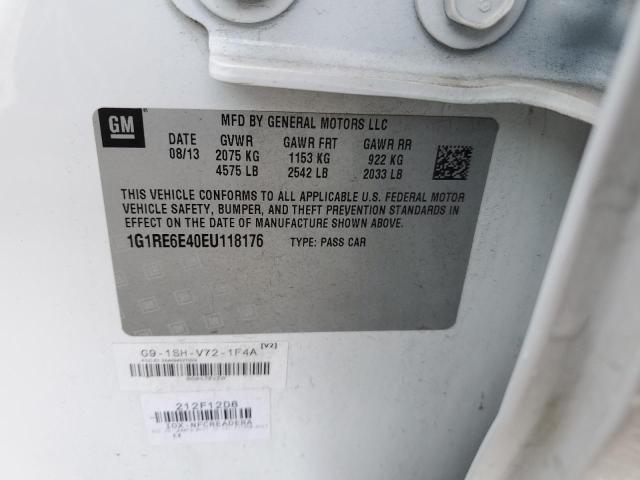 GM
MFD BY GENERAL MOTORS LLC
DATE GVWR GAWR FRT GAWR RR
08/13 2075 KG 1153 KG 922 KG
4575 LB 2542 LB 2033 LB
THIS VEHICLE CONFORMS TO ALL APPLICABLE U.S. FEDERAL MOTOR
VEHICLE SAFETY, BUMPER, AND THEFT PREVENTION STANDARDS IN
EFFECT ON THE DATE OF MANUFACTURE SHOWN ABOVE.
1G1RE6E40EU118176 TYPE: PASS CAR
G9-1SH-V72-1F4A [V2]
212F12DB
IDX-NFCREADERA